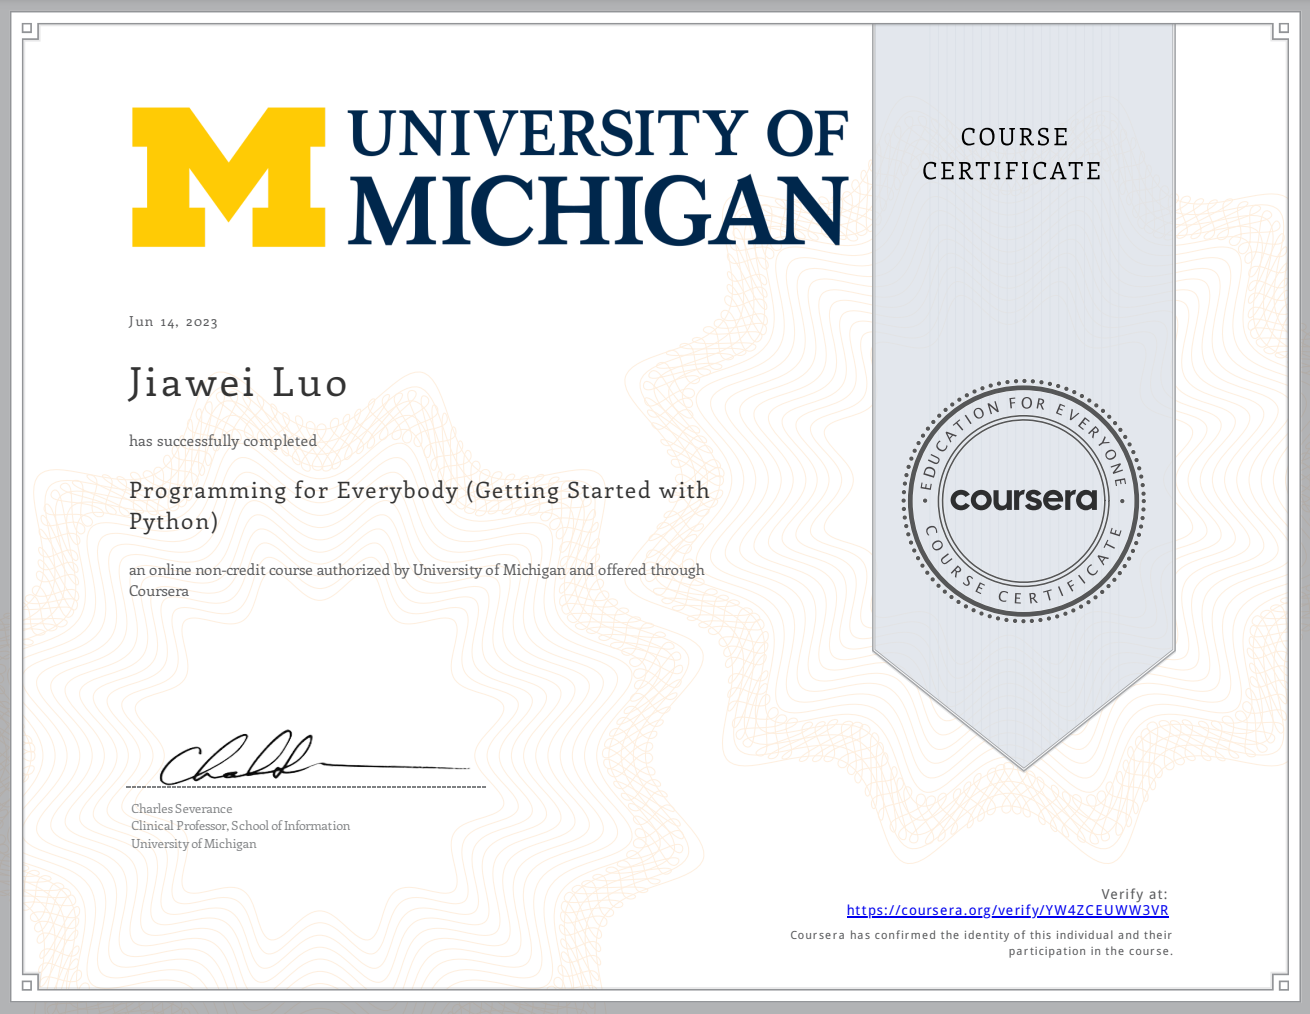 UNIVERSITY OF
MICHIGAN
COURSE
CERTIFICATE
Jun 14, 2023
Jiawei Luo
has successfully completed
Programming for Everybody (Getting Started with
Python)
an online non-credit course authorized by University of Michigan and offered through
Coursera
EDUCATION FOR EVERYONE
coursera
COURSE CERTIFICATE
Charles Severance
Clinical Professor, School of Information
University of Michigan
Verify at:
https://coursera.org/verify/YW4ZCEUWW3VR
Coursera has confirmed the identity of this individual and their
participation in the course.